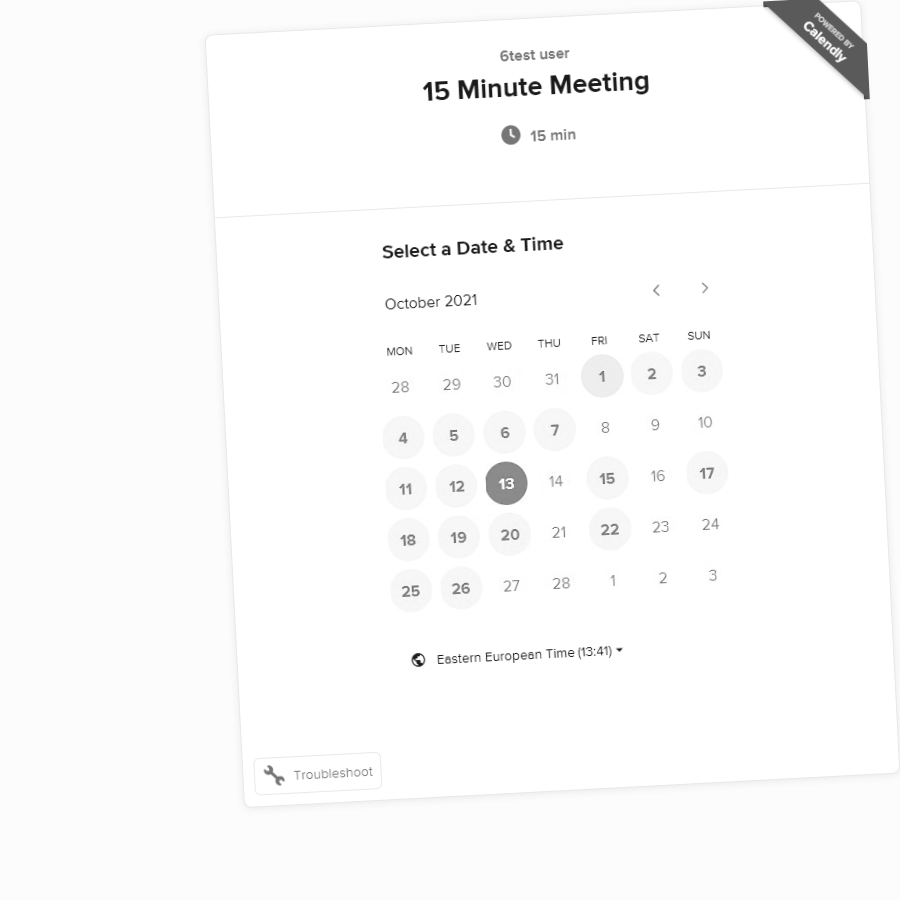 POWERED BY
Calendly
6test user
15 Minute Meeting
15 min
Select a Date & Time
October 2021
MON TUE WED THU FRI SAT SUN
28 29 30 31 1 2 3
4 5 6 7 8 9 10
11 12 13 14 15 16 17
18 19 20 21 22 23 24
25 26 27 28 1 2 3
Eastern European Time (13:41)
Troubleshoot